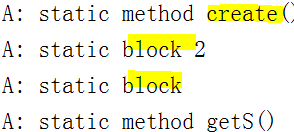 A: static method create()
A: static block 2
A: static block
A: static method getS()